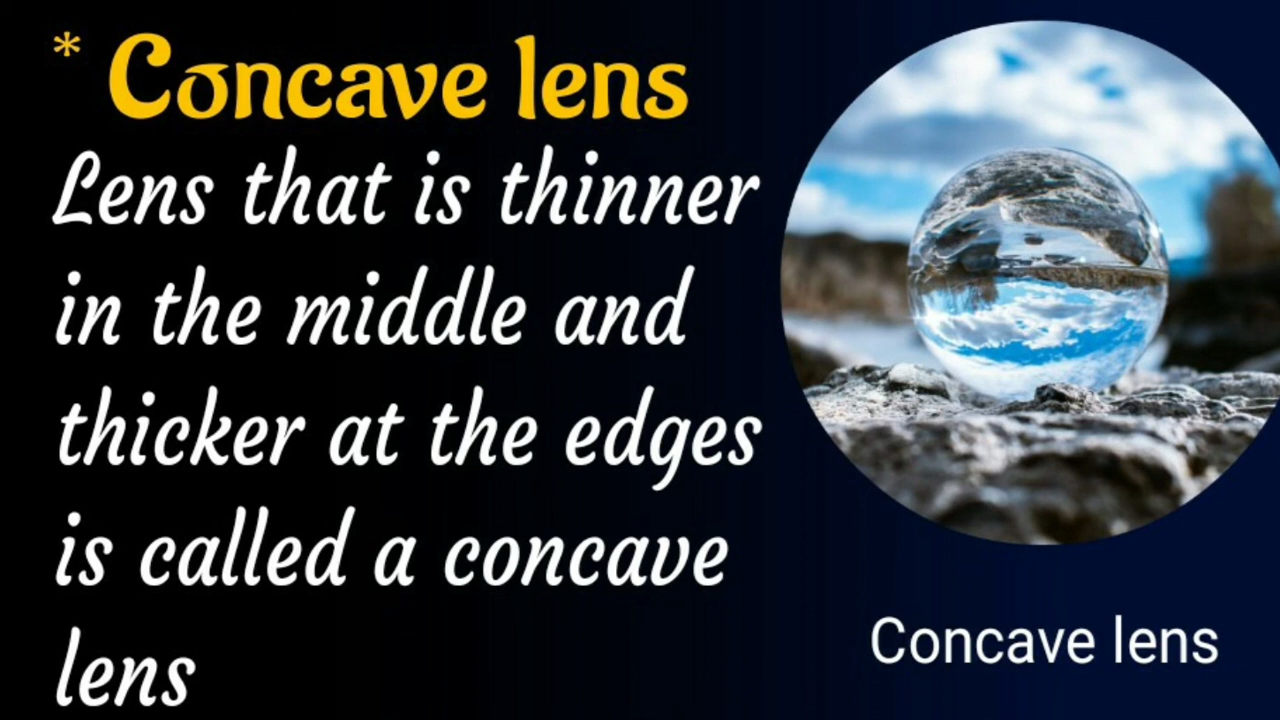 * Concave lens
Lens that is thinner
in the middle and
thicker at the edges
is called a concave
lens
Concave lens